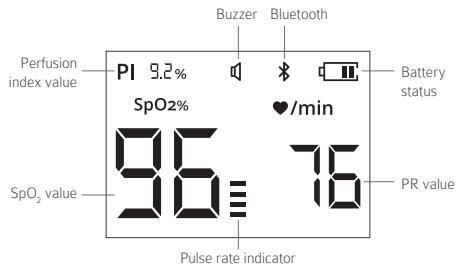 Buzzer Bluetooth
Perfusion
index value
PI 9.2%
Battery
status
SpO2% ♥/min
96 76
SpO₂ value
PR value
Pulse rate indicator